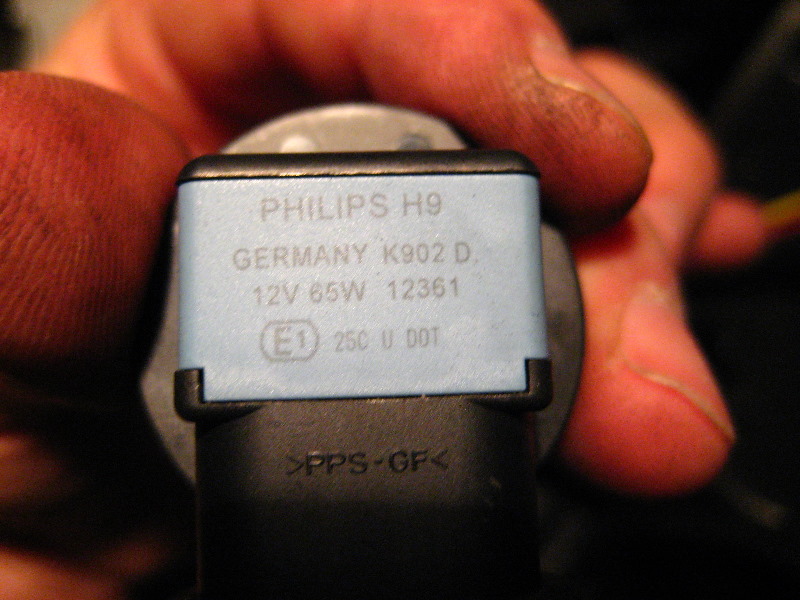 PHILIPS H9
GERMANY K902 D.
12V 65W 12361
E1 25C U DOT
>PPS-GF<